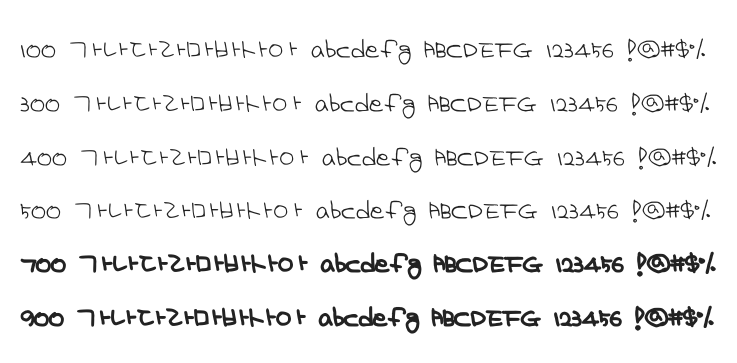 100 가나다라마바사아 abcdefg ABCDEFG 123456 !@#$%
300 가나다라마바사아 abcdefg ABCDEFG 123456 !@#$%
400 가나다라마바사아 abcdefg ABCDEFG 123456 !@#$%
500 가나다라마바사아 abcdefg ABCDEFG 123456 !@#$%
700 가나다라마바사아 abcdefg ABCDEFG 123456 !@#$%
900 가나다라마바사아 abcdefg ABCDEFG 123456 !@#$%